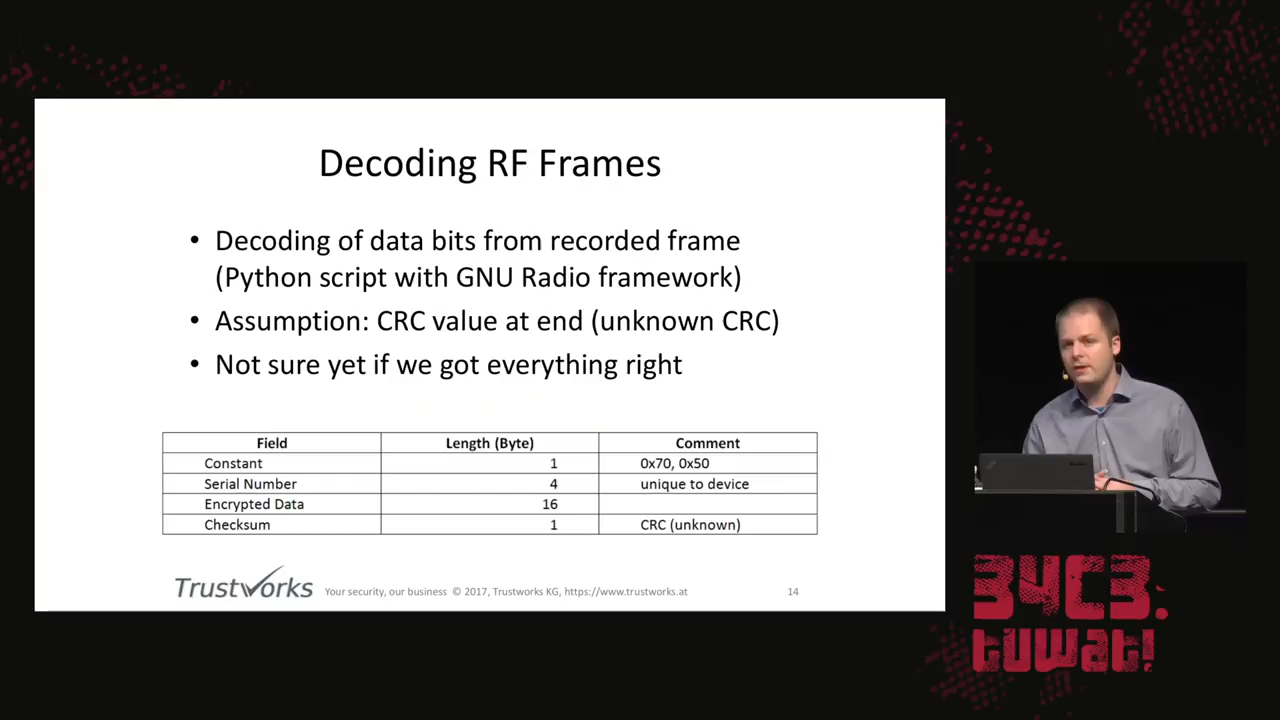 Decoding RF Frames
• Decoding of data bits from recorded frame
(Python script with GNU Radio framework)
• Assumption: CRC value at end (unknown CRC)
• Not sure yet if we got everything right
Field Length (Byte) Comment
Constant 1 0x70, 0x50
Serial Number 4 unique to device
Encrypted Data 16
Checksum 1 CRC (unknown)
Trustworks Your security, our business © 2017, Trustworks KG, https://www.trustworks.at 14
34C3:
tuwat!